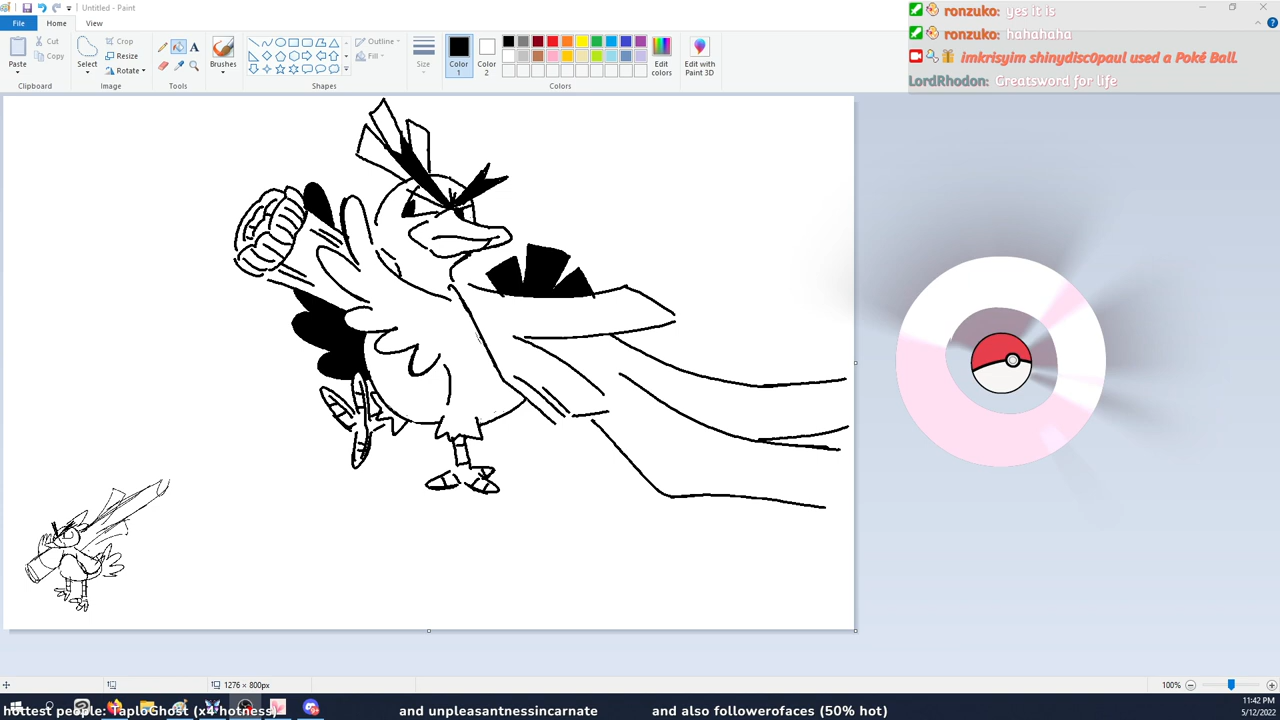 Untitled - Paint
File Home View
Paste
Cut
Copy
Clipboard
Select
Crop
Resize
Rotate
Image
A
Tools
Brushes
Shapes
Outline
Fill
Size
Color 1
Color 2
Edit colors
Colors
Edit with Paint 3D
ronzuko: yes it is
ronzuko: hahahaha
imkrisyim shinydisc0paul used a Poké Ball.
LordRhodon: Greatsword for life
1276 × 800px
100%
hottest people: TaploGhost (x4 hotness) and unpleasantnessincarnate and also followerofaces (50% hot)
11:42 PM
5/12/2022